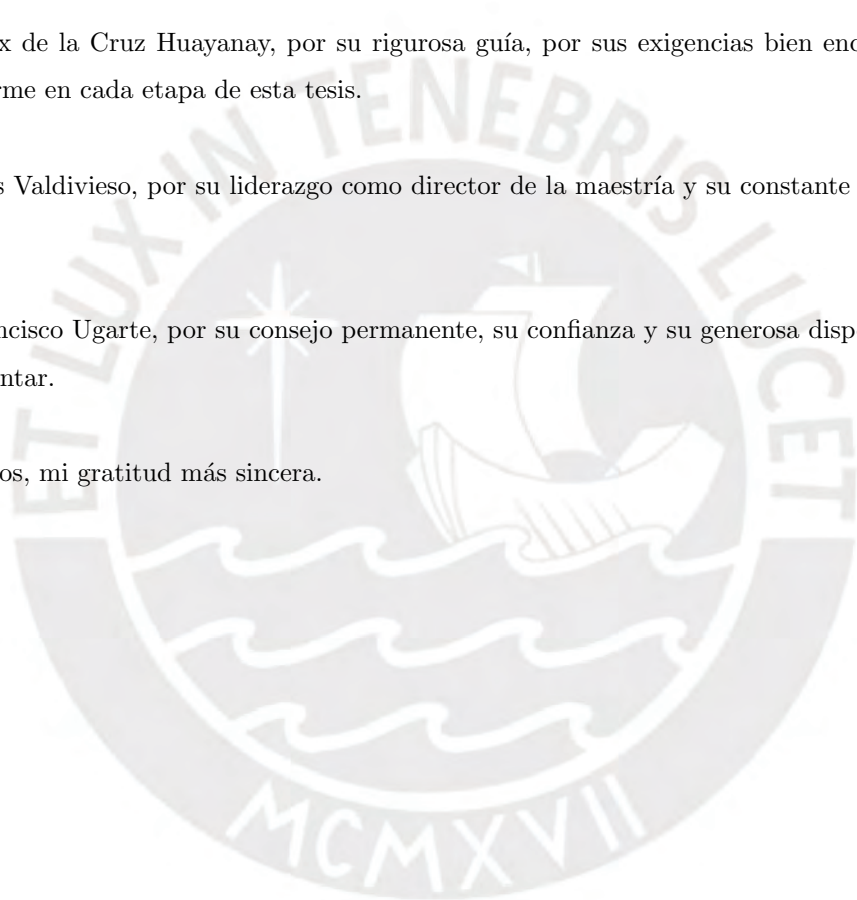 x de la Cruz Huayanay, por su rigurosa guía, por sus exigencias bien enc
rme en cada etapa de esta tesis.
s Valdivieso, por su liderazgo como director de la maestría y su constante
ncisco Ugarte, por su consejo permanente, su confianza y su generosa disp
ntar.
os, mi gratitud más sincera.
ET LUX IN TENEBRIS LUCET
MCMXVII